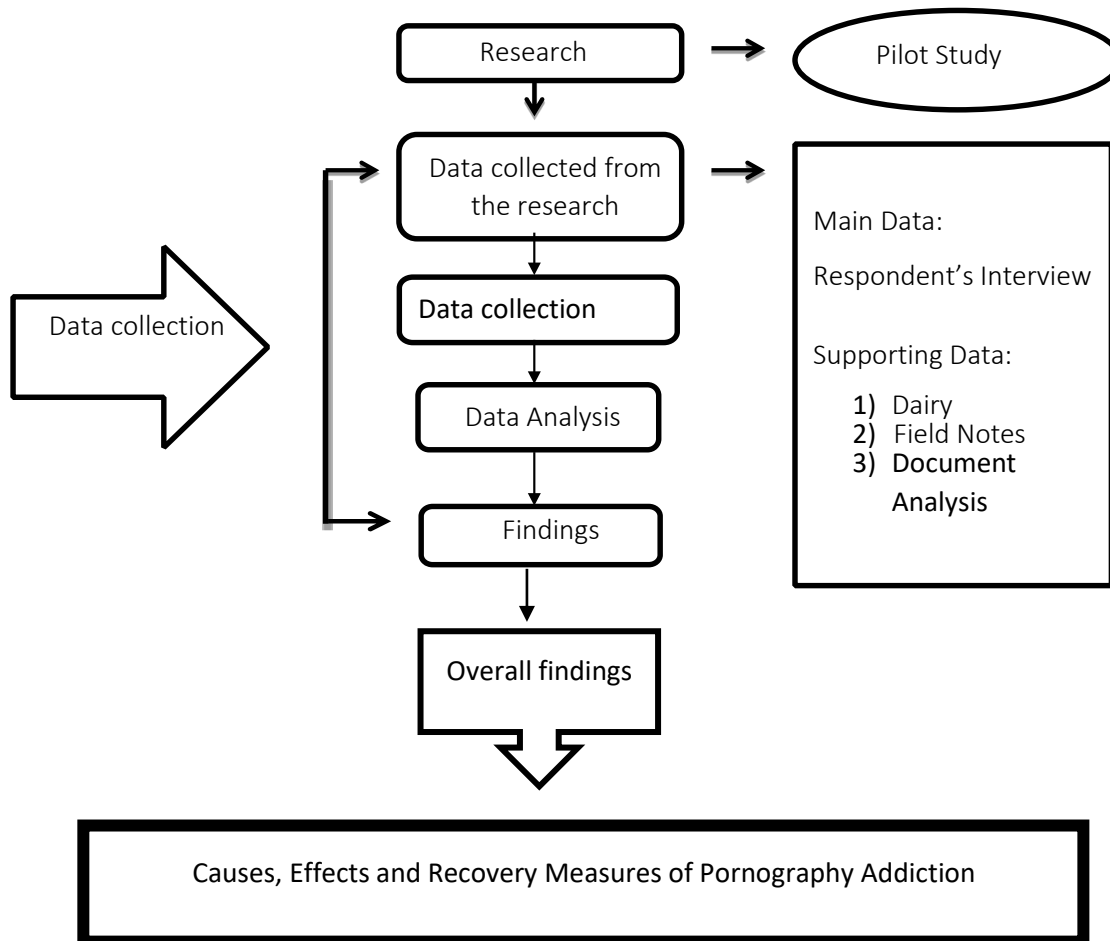 Research
Pilot Study
Data collected from
the research
Main Data:
Respondent’s Interview
Supporting Data:
1) Dairy
2) Field Notes
3) Document
Analysis
Data collection
Data collection
Data Analysis
Findings
Overall findings
Causes, Effects and Recovery Measures of Pornography Addiction